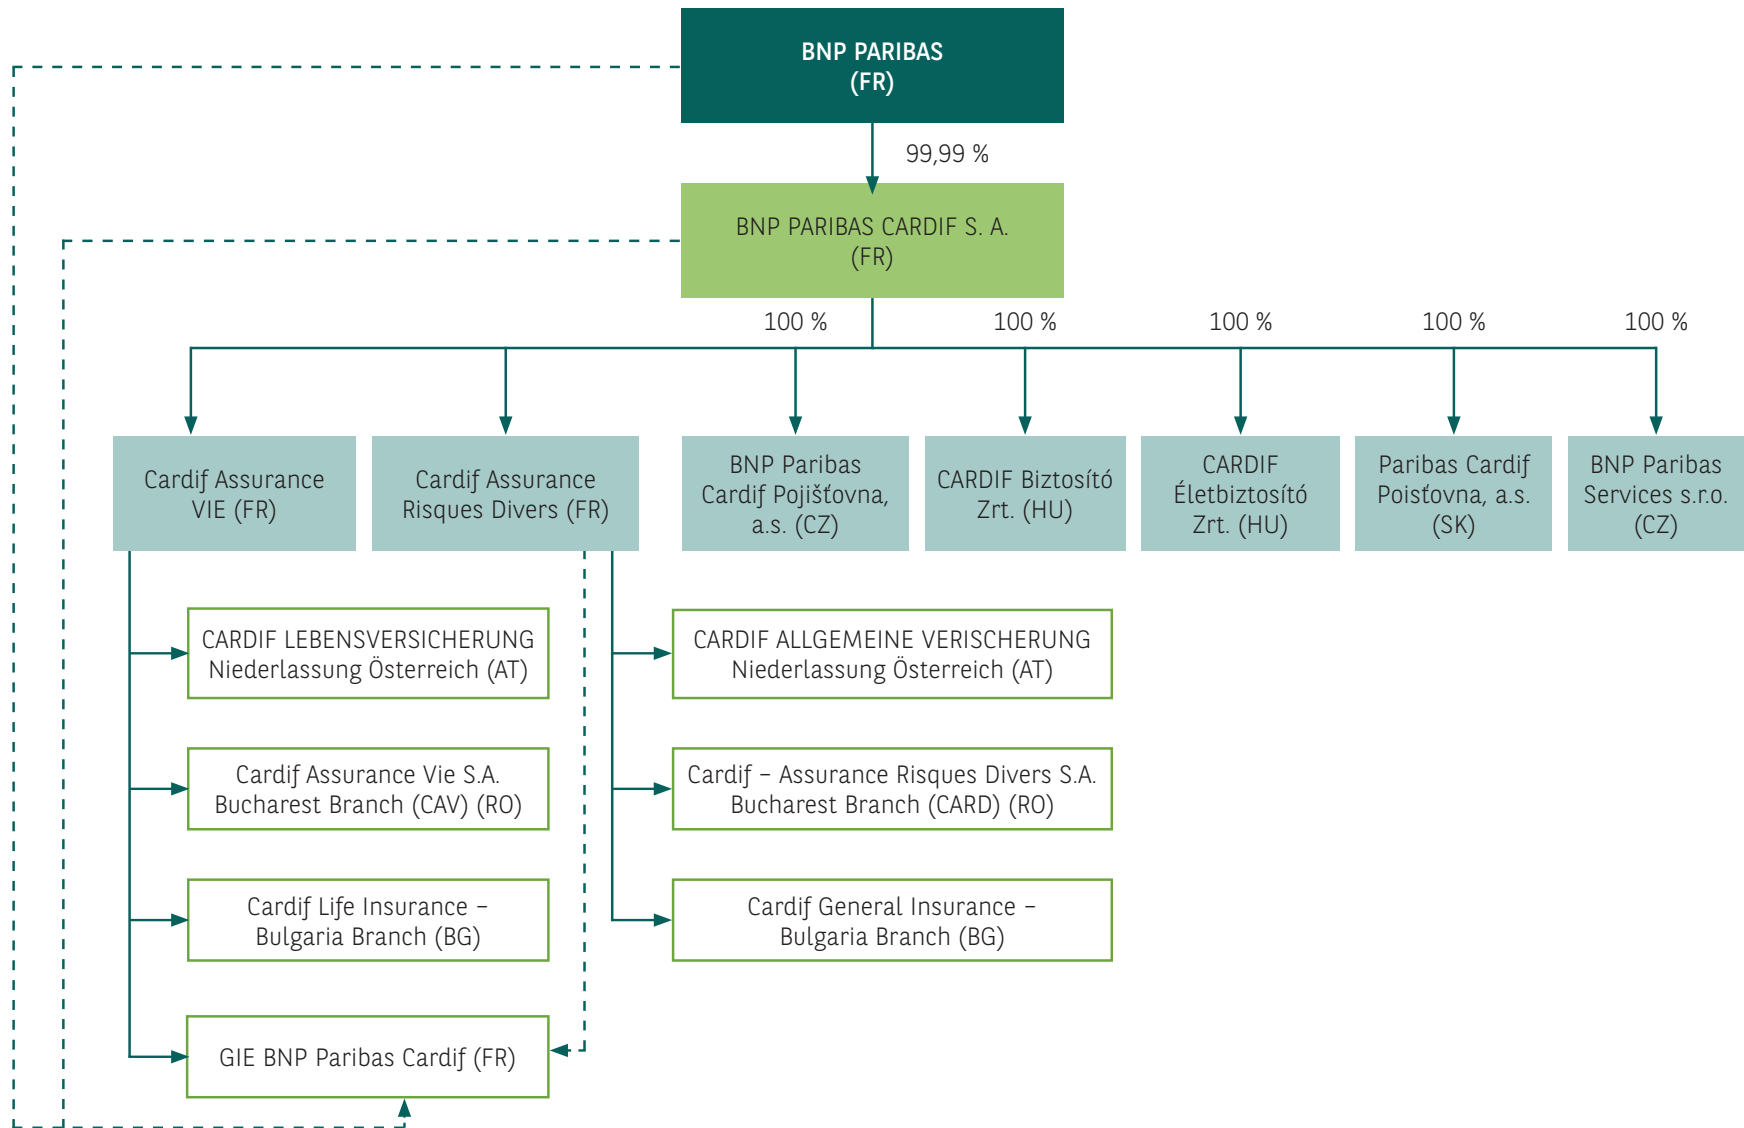 BNP PARIBAS
(FR)
99,99 %
BNP PARIBAS CARDIF S. A.
(FR)
100 %
100 %
100 %
100 %
100 %
Cardif Assurance
VIE (FR)
Cardif Assurance
Risques Divers (FR)
BNP Paribas
Cardif Pojišťovna,
a.s. (CZ)
CARDIF Biztosító
Zrt. (HU)
CARDIF
Életbiztosító
Zrt. (HU)
Paribas Cardif
Poisťovna, a.s.
(SK)
BNP Paribas
Services s.r.o.
(CZ)
CARDIF LEBENSVERSICHERUNG
Niederlassung Österreich (AT)
CARDIF ALLGEMEINE VERISCHERUNG
Niederlassung Österreich (AT)
Cardif Assurance Vie S.A.
Bucharest Branch (CAV) (RO)
Cardif – Assurance Risques Divers S.A.
Bucharest Branch (CARD) (RO)
Cardif Life Insurance –
Bulgaria Branch (BG)
Cardif General Insurance –
Bulgaria Branch (BG)
GIE BNP Paribas Cardif (FR)